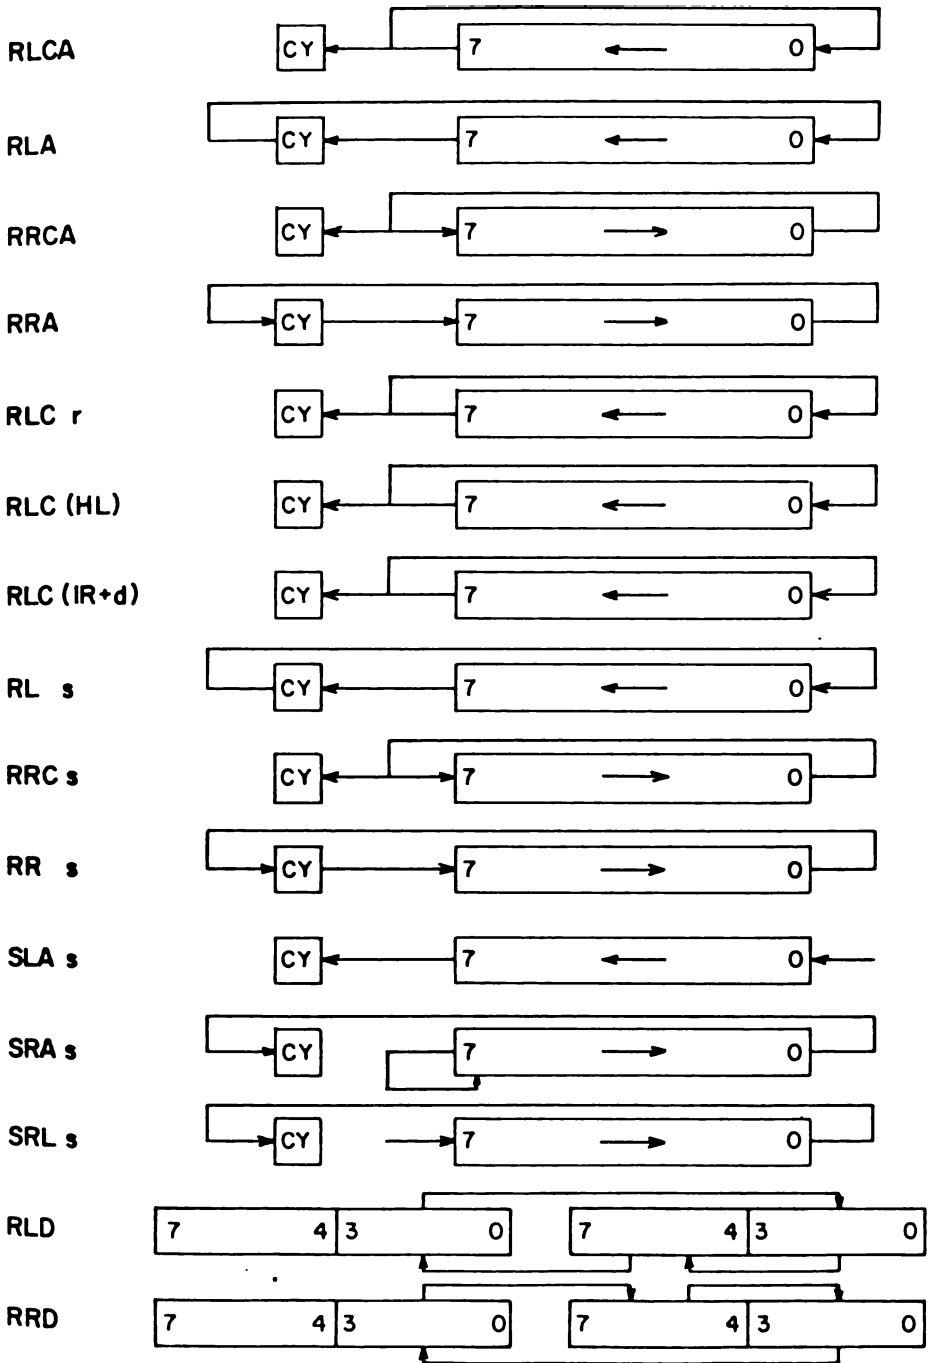 RLCA CY 7 0
RLA CY 7 0
RRCA CY 7 0
RRA CY 7 0
RLC r CY 7 0
RLC (HL) CY 7 0
RLC (IR+d) CY 7 0
RL s CY 7 0
RRC s CY 7 0
RR s CY 7 0
SLA s CY 7 0
SRA s CY 7 0
SRL s CY 7 0
RLD 7 4 3 0 7 4 3 0
RRD 7 4 3 0 7 4 3 0